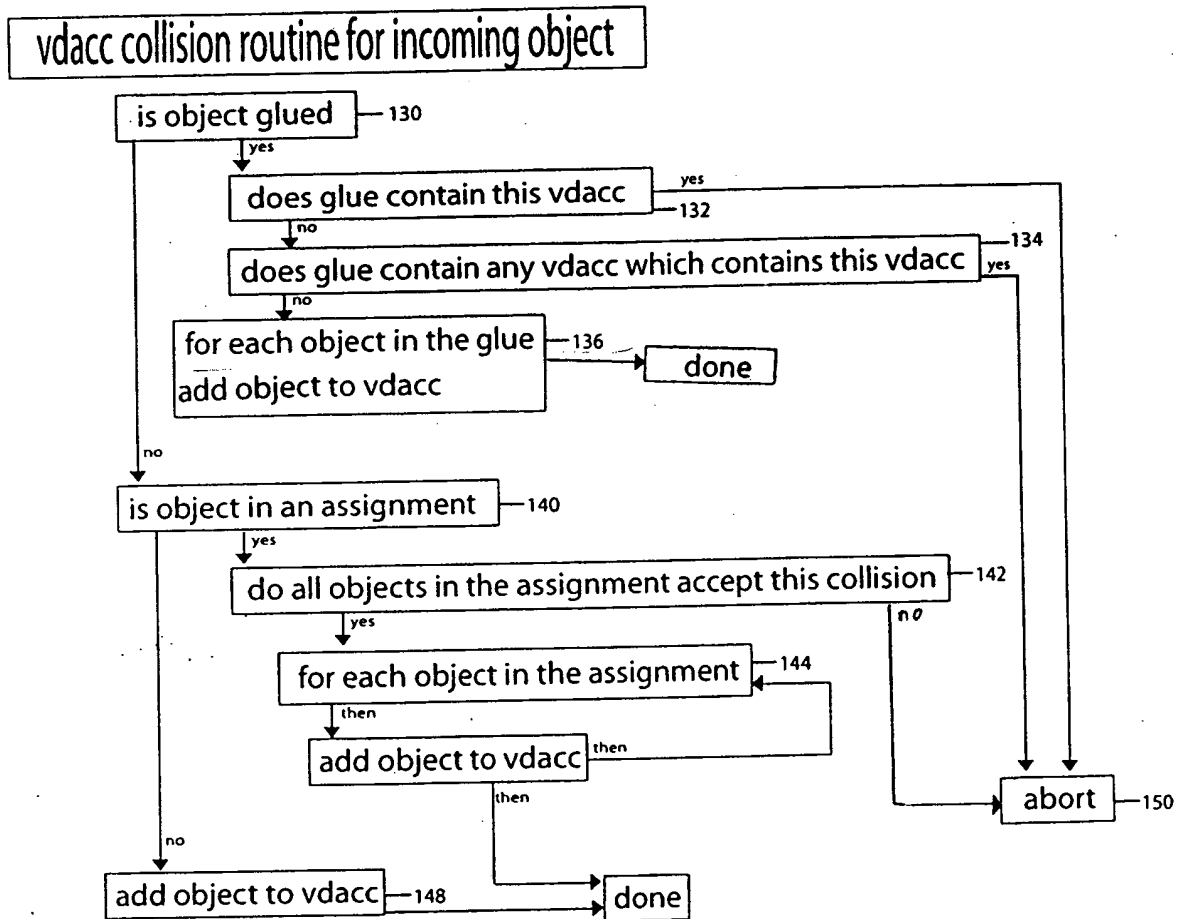 vdacc collision routine for incoming object
is object glued 130
yes
does glue contain this vdacc yes
132
no
134
does glue contain any vdacc which contains this vdacc yes
no
for each object in the glue 136
add object to vdacc
done
no
is object in an assignment 140
yes
do all objects in the assignment accept this collision 142
yes
no
for each object in the assignment 144
then
add object to vdacc then
then
abort 150
no
add object to vdacc 148
done